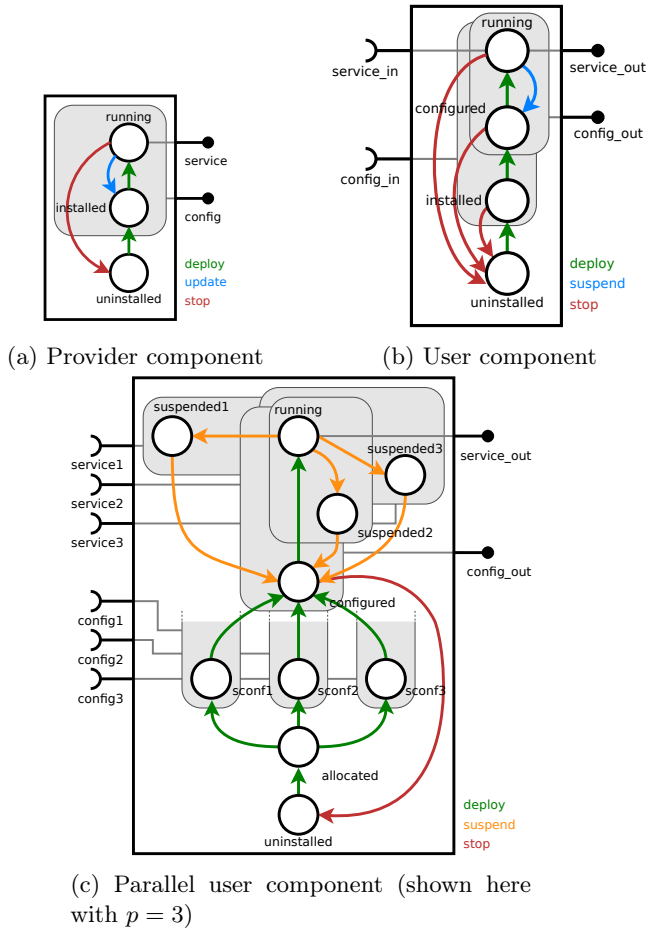 running
service
config
installed
uninstalled
deploy
update
stop
(a) Provider component
running
service_in
service_out
configured
config_out
config_in
installed
uninstalled
deploy
suspend
stop
(b) User component
suspended1
running
suspended3
service1
service_out
service2
service3
suspended2
config_out
configured
config1
config2
config3
sconf1
sconf2
sconf3
allocated
uninstalled
deploy
suspend
stop
(c) Parallel user component (shown here
with p = 3)